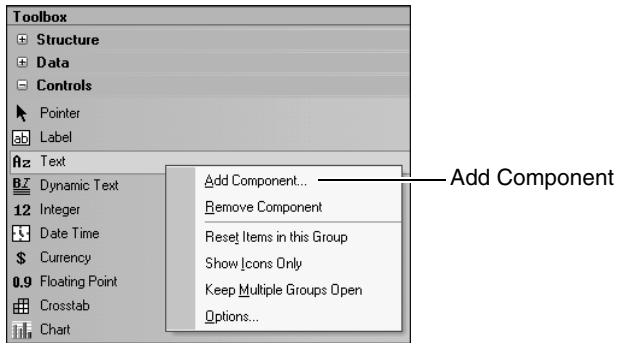 Toolbox
Structure
Data
Controls
Pointer
ab Label
Az Text
BZ Dynamic Text
12 Integer
Date Time
$ Currency
0.9 Floating Point
Crosstab
Chart
Add Component...
Remove Component
Reset Items in this Group
Show Icons Only
Keep Multiple Groups Open
Options...
Add Component